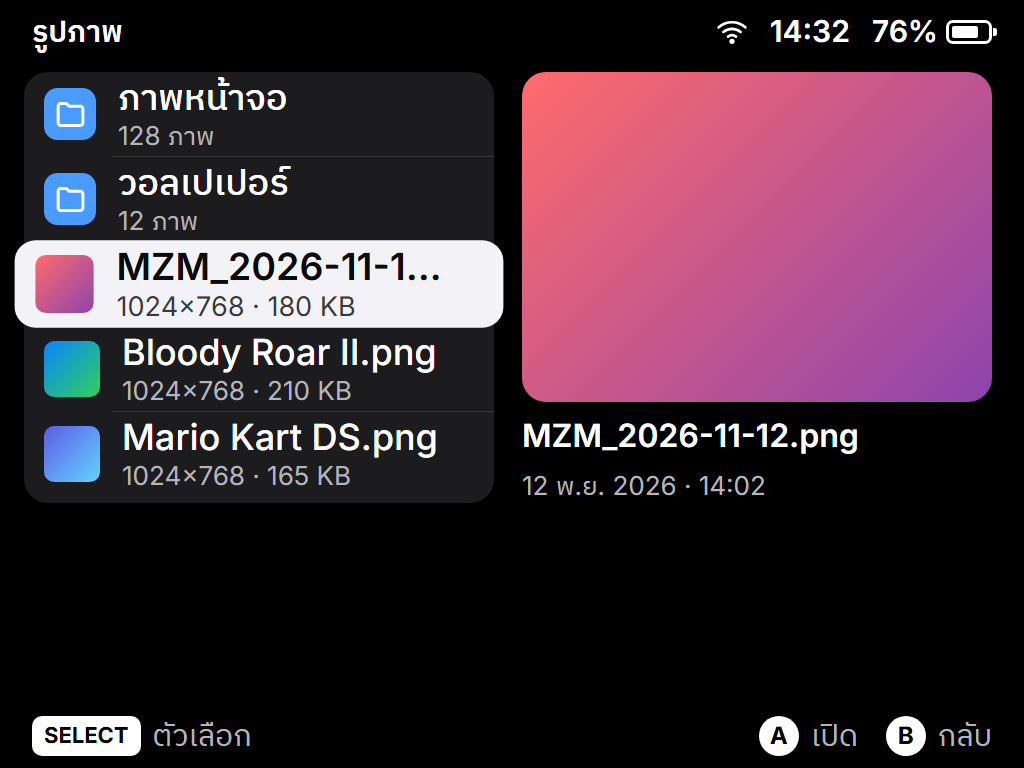 รูปภาพ
14:32 76%
ภาพหน้าจอ
128 ภาพ
วอลเปเปอร์
12 ภาพ
MZM_2026-11-1...
1024×768 · 180 KB
Bloody Roar II.png
1024×768 · 210 KB
Mario Kart DS.png
1024×768 · 165 KB
MZM_2026-11-12.png
12 พ.ย. 2026 · 14:02
SELECT ตัวเลือก
A เปิด B กลับ